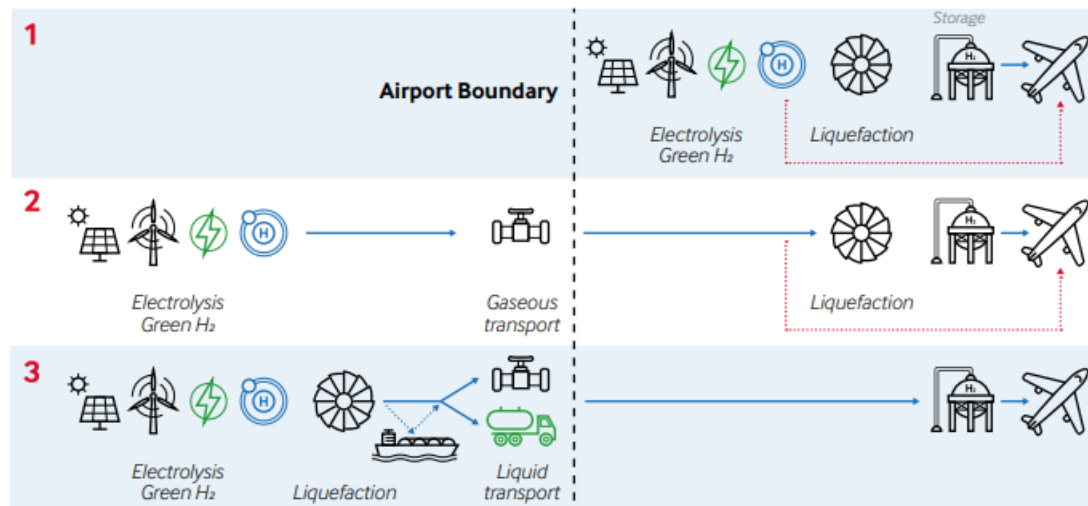 1
Storage
H₂
H
Airport Boundary
Electrolysis
Green H₂
Liquefaction
2
H
H₂
Electrolysis
Green H₂
Gaseous
transport
Liquefaction
3
H
H₂
Electrolysis
Green H₂
Liquefaction
Liquid
transport